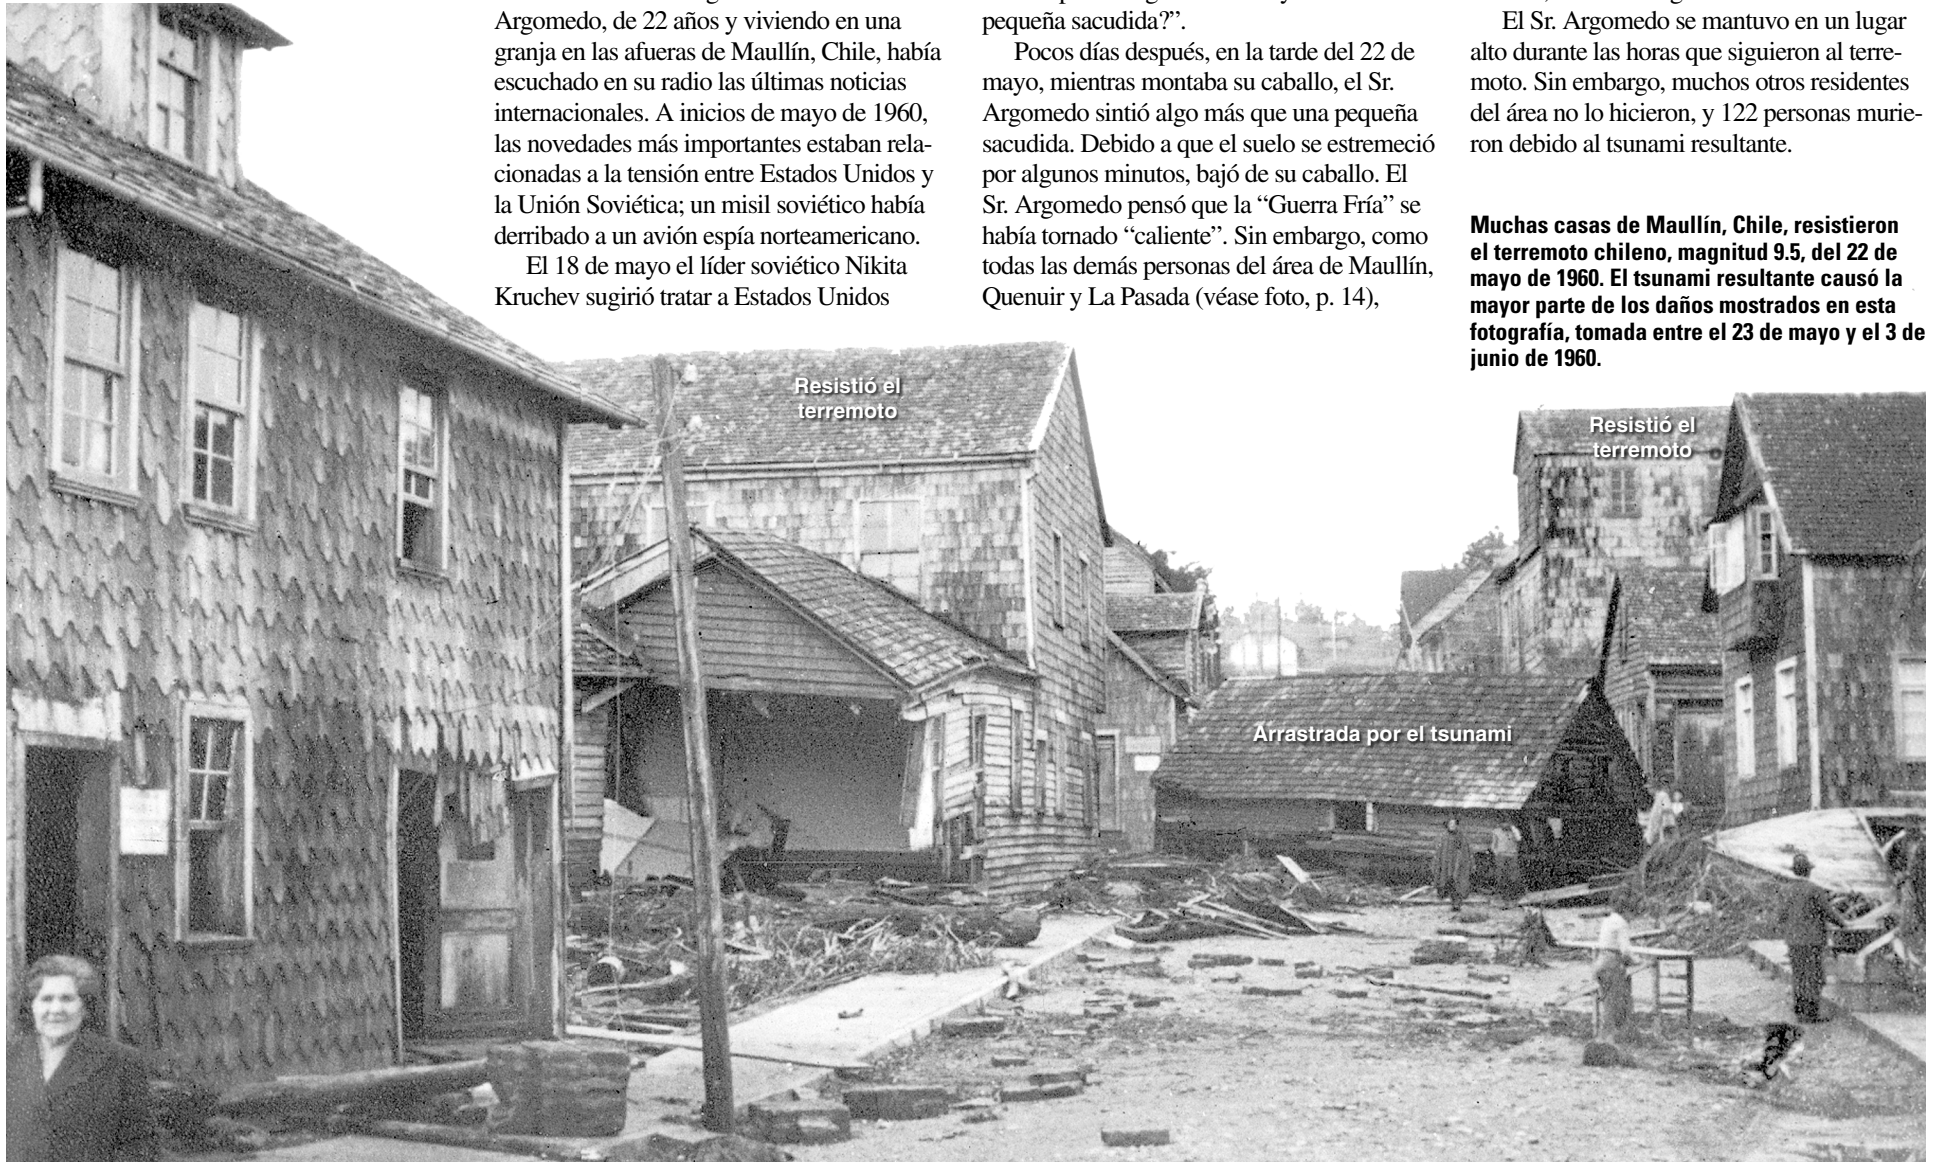 Argomedo, de 22 años y viviendo en una
granja en las afueras de Maullín, Chile, había
escuchado en su radio las últimas noticias
internacionales. A inicios de mayo de 1960,
las novedades más importantes estaban rela-
cionadas a la tensión entre Estados Unidos y
la Unión Soviética; un misil soviético había
derribado a un avión espía norteamericano.
El 18 de mayo el líder soviético Nikita
Kruchev sugirió tratar a Estados Unidos
pequeña sacudida?”.
Pocos días después, en la tarde del 22 de
mayo, mientras montaba su caballo, el Sr.
Argomedo sintió algo más que una pequeña
sacudida. Debido a que el suelo se estremeció
por algunos minutos, bajó de su caballo. El
Sr. Argomedo pensó que la “Guerra Fría” se
había tornado “caliente”. Sin embargo, como
todas las demás personas del área de Maullín,
Quenuir y La Pasada (véase foto, p. 14),
El Sr. Argomedo se mantuvo en un lugar
alto durante las horas que siguieron al terre-
moto. Sin embargo, muchos otros residentes
del área no lo hicieron, y 122 personas murie-
ron debido al tsunami resultante.
Muchas casas de Maullín, Chile, resistieron
el terremoto chileno, magnitud 9.5, del 22 de
mayo de 1960. El tsunami resultante causó la
mayor parte de los daños mostrados en esta
fotografía, tomada entre el 23 de mayo y el 3 de
junio de 1960.
Resistió el
terremoto
Resistió el
terremoto
Arrastrada por el tsunami